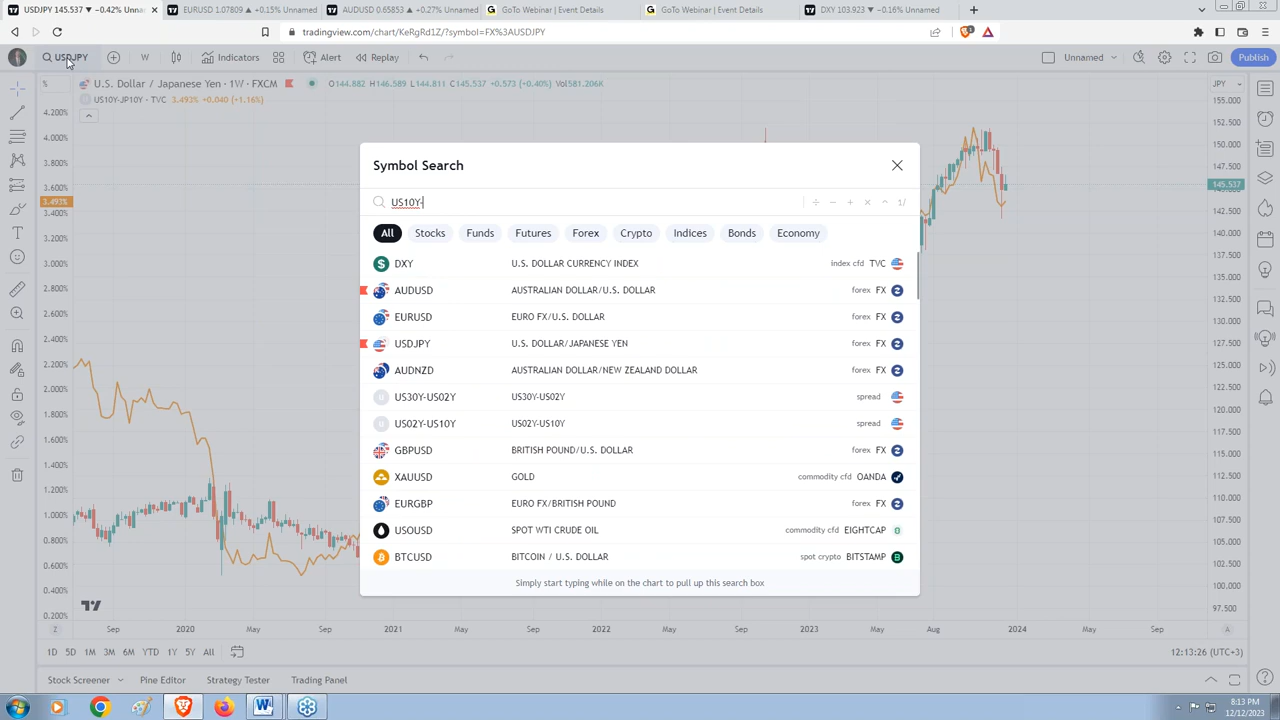 USDJPY 145.537 ▼ −0.42% Unna
EURUSD 1.07809 ▲ +0.15% Unnamed
AUDUSD 0.65853 ▲ +0.27% Unnamed
GoTo Webinar | Event Details
GoTo Webinar | Event Details
DXY 103.923 ▼ −0.16% Unnamed
tradingview.com/chart/KeRgRd1Z/?symbol=FX%3AUSDJPY
USDJPY
W
Indicators
Alert
Replay
Unnamed
Publish
U.S. Dollar / Japanese Yen · 1W · FXCM
O144.882 H146.589 L144.811 C145.537 +0.573 (+0.40%) Vol581.206K
US10Y-JP10Y · TVC 3.493% +0.040 (+1.16%)
%
JPY
4.200%
4.000%
3.800%
3.600%
3.493%
3.400%
3.200%
3.000%
2.800%
2.600%
2.400%
2.200%
2.000%
1.800%
1.600%
1.400%
1.200%
1.000%
0.800%
0.600%
0.400%
0.200%
Symbol Search
US10Y-
1/
All
Stocks
Funds
Futures
Forex
Crypto
Indices
Bonds
Economy
DXY U.S. DOLLAR CURRENCY INDEX index cfd TVC
AUDUSD AUSTRALIAN DOLLAR/U.S. DOLLAR forex FX
EURUSD EURO FX/U.S. DOLLAR forex FX
USDJPY U.S. DOLLAR/JAPANESE YEN forex FX
AUDNZD AUSTRALIAN DOLLAR/NEW ZEALAND DOLLAR forex FX
US30Y-US02Y US30Y-US02Y spread
US02Y-US10Y US02Y-US10Y spread
GBPUSD BRITISH POUND/U.S. DOLLAR forex FX
XAUUSD GOLD commodity cfd OANDA
EURGBP EURO FX/BRITISH POUND forex FX
USOUSD SPOT WTI CRUDE OIL commodity cfd EIGHTCAP
BTCUSD BITCOIN / U.S. DOLLAR spot crypto BITSTAMP
Simply start typing while on the chart to pull up this search box
155.000
152.500
150.000
147.500
145.537
142.500
140.000
137.500
135.000
132.500
130.000
127.500
125.000
122.500
120.000
117.500
115.000
112.500
110.000
107.500
105.000
102.500
100.000
97.500
Z
Sep
2020
May
Sep
2021
May
Sep
2022
May
Sep
2023
May
Aug
2024
May
Sep
A
1D 5D 1M 3M 6M YTD 1Y 5Y All
12:13:26 (UTC+3)
Stock Screener
Pine Editor
Strategy Tester
Trading Panel
8:13 PM
12/12/2023